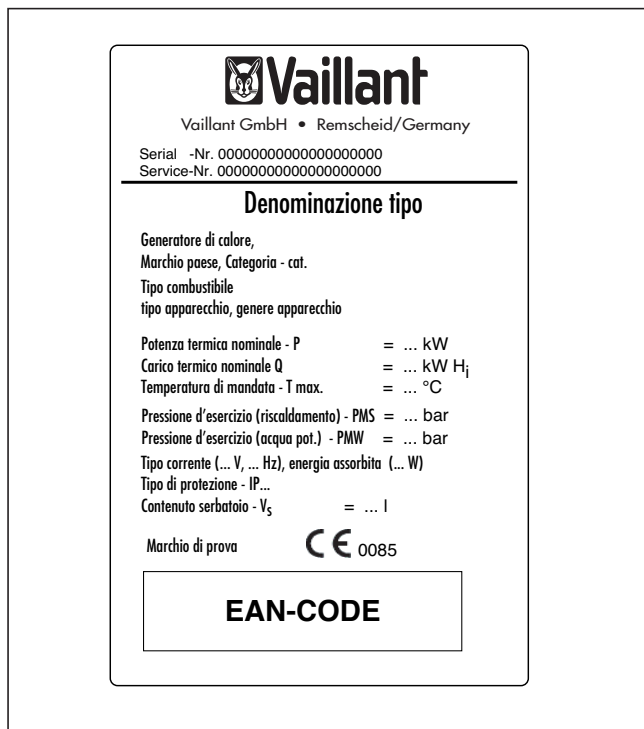 Vaillant
Vaillant GmbH • Remscheid/Germany
Serial -Nr. 00000000000000000000
Service-Nr. 00000000000000000000
Denominazione tipo
Generatore di calore,
Marchio paese, Categoria - cat.
Tipo combustibile
tipo apparecchio, genere apparecchio
Potenza termica nominale - P = ... kW
Carico termico nominale Q = ... kW Hi
Temperatura di mandata - T max. = ... °C
Pressione d'esercizio (riscaldamento) - PMS = ... bar
Pressione d'esercizio (acqua pot.) - PMW = ... bar
Tipo corrente (... V, ... Hz), energia assorbita (... W)
Tipo di protezione - IP...
Contenuto serbatoio - Vs = ... l
Marchio di prova CE 0085
EAN-CODE